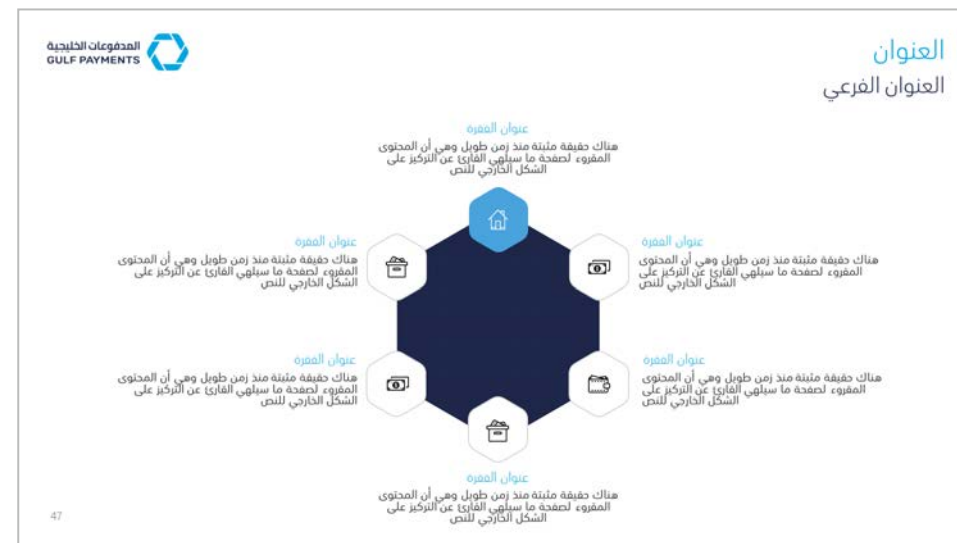 العنوان
العنوان الفرعي
المدفوعات الخليجية
GULF PAYMENTS
عنوان الفقرة
هناك حقيقة مثبتة منذ زمن طويل وهي أن المحتوى
المقروء لصفحة ما سيلهي القارئ عن التركيز على
الشكل الخارجي للنص
عنوان الفقرة
هناك حقيقة مثبتة منذ زمن طويل وهي أن المحتوى
المقروء لصفحة ما سيلهي القارئ عن التركيز على
الشكل الخارجي للنص
عنوان الفقرة
هناك حقيقة مثبتة منذ زمن طويل وهي أن المحتوى
المقروء لصفحة ما سيلهي القارئ عن التركيز على
الشكل الخارجي للنص
عنوان الفقرة
هناك حقيقة مثبتة منذ زمن طويل وهي أن المحتوى
المقروء لصفحة ما سيلهي القارئ عن التركيز على
الشكل الخارجي للنص
عنوان الفقرة
هناك حقيقة مثبتة منذ زمن طويل وهي أن المحتوى
المقروء لصفحة ما سيلهي القارئ عن التركيز على
الشكل الخارجي للنص
عنوان الفقرة
هناك حقيقة مثبتة منذ زمن طويل وهي أن المحتوى
المقروء لصفحة ما سيلهي القارئ عن التركيز على
الشكل الخارجي للنص
47